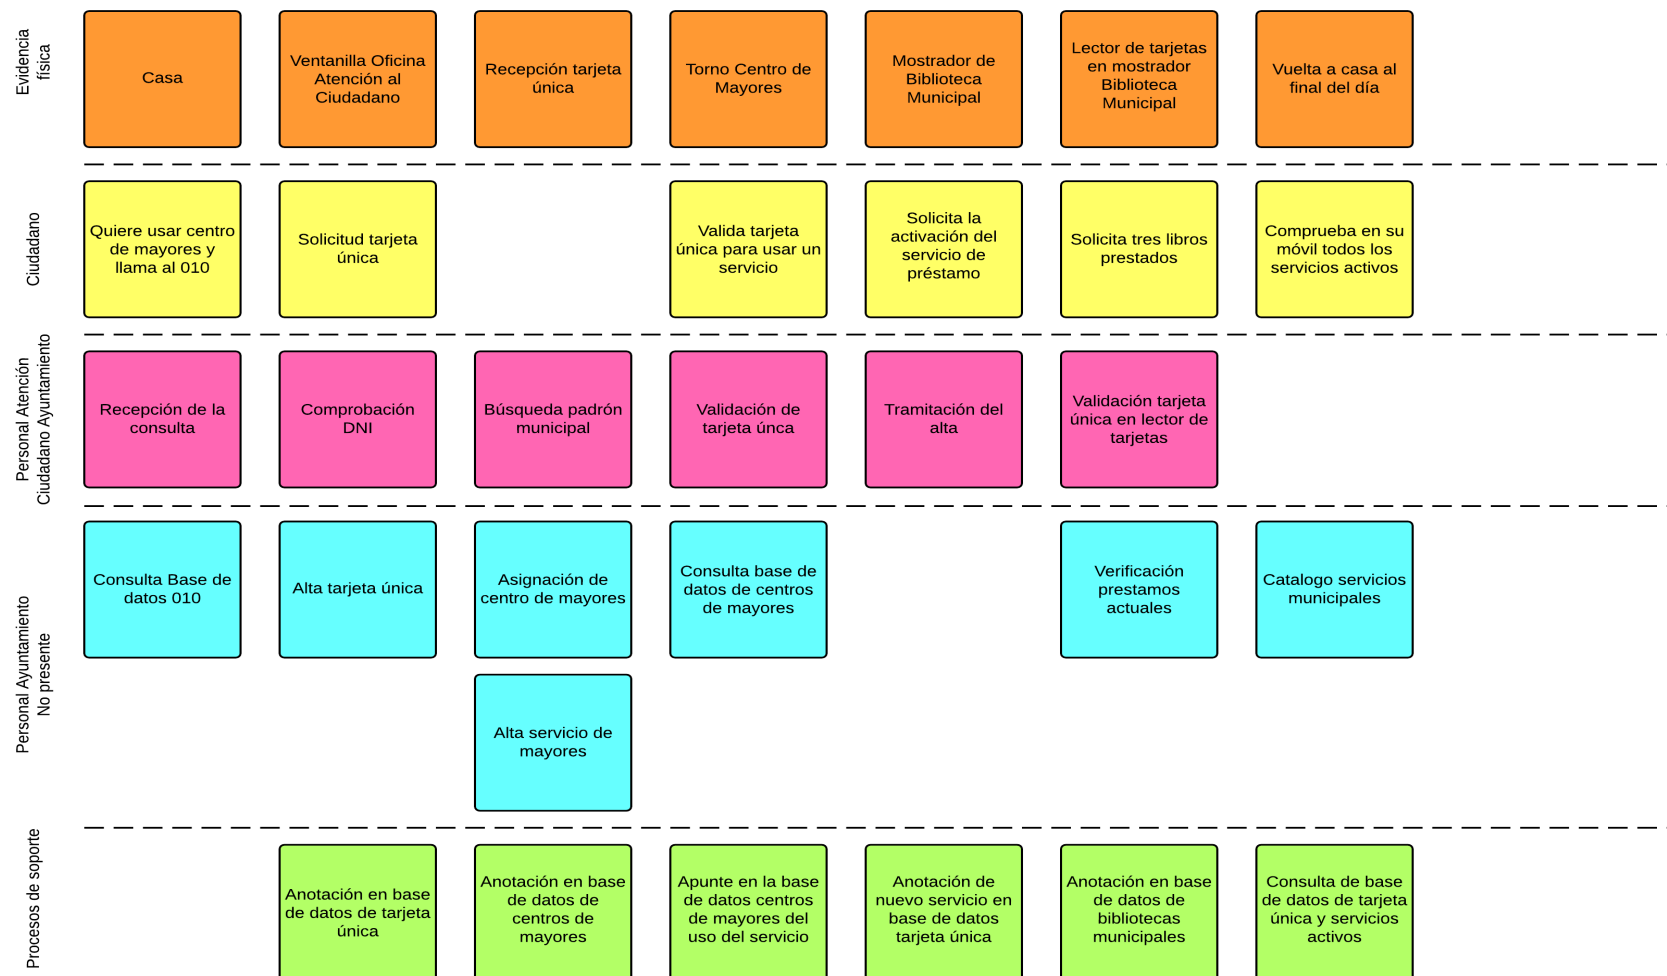 Evidencia
física
Casa
Ventanilla Oficina
Atención al
Ciudadano
Recepción tarjeta
única
Torno Centro de
Mayores
Mostrador de
Biblioteca
Municipal
Lector de tarjetas
en mostrador
Biblioteca
Municipal
Vuelta a casa al
final del día
Ciudadano
Quiere usar centro
de mayores y
llama al 010
Solicitud tarjeta
única
Valida tarjeta
única para usar un
servicio
Solicita la
activación del
servicio de
préstamo
Solicita tres libros
prestados
Comprueba en su
móvil todos los
servicios activos
Personal Atención
Ciudadano Ayuntamiento
Recepción de la
consulta
Comprobación
DNI
Búsqueda padrón
municipal
Validación de
tarjeta únca
Tramitación del
alta
Validación tarjeta
única en lector de
tarjetas
Personal Ayuntamiento
No presente
Consulta Base de
datos 010
Alta tarjeta única
Asignación de
centro de mayores
Consulta base de
datos de centros
de mayores
Verificación
prestamos
actuales
Catalogo servicios
municipales
Alta servicio de
mayores
Procesos de soporte
Anotación en base
de datos de tarjeta
única
Anotación en base
de datos de
centros de
mayores
Apunte en la base
de datos centros
de mayores del
uso del servicio
Anotación de
nuevo servicio en
base de datos
tarjeta única
Anotación en base
de datos de
bibliotecas
municipales
Consulta de base
de datos de tarjeta
única y servicios
activos